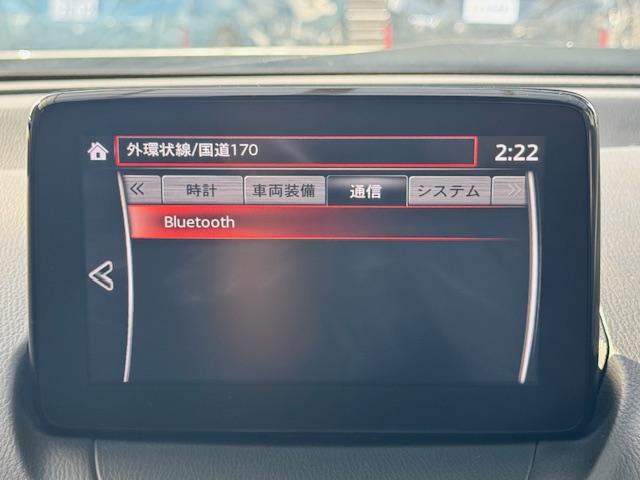 外環状線/国道170
2:22
時計
車両装備
通信
システム
Bluetooth